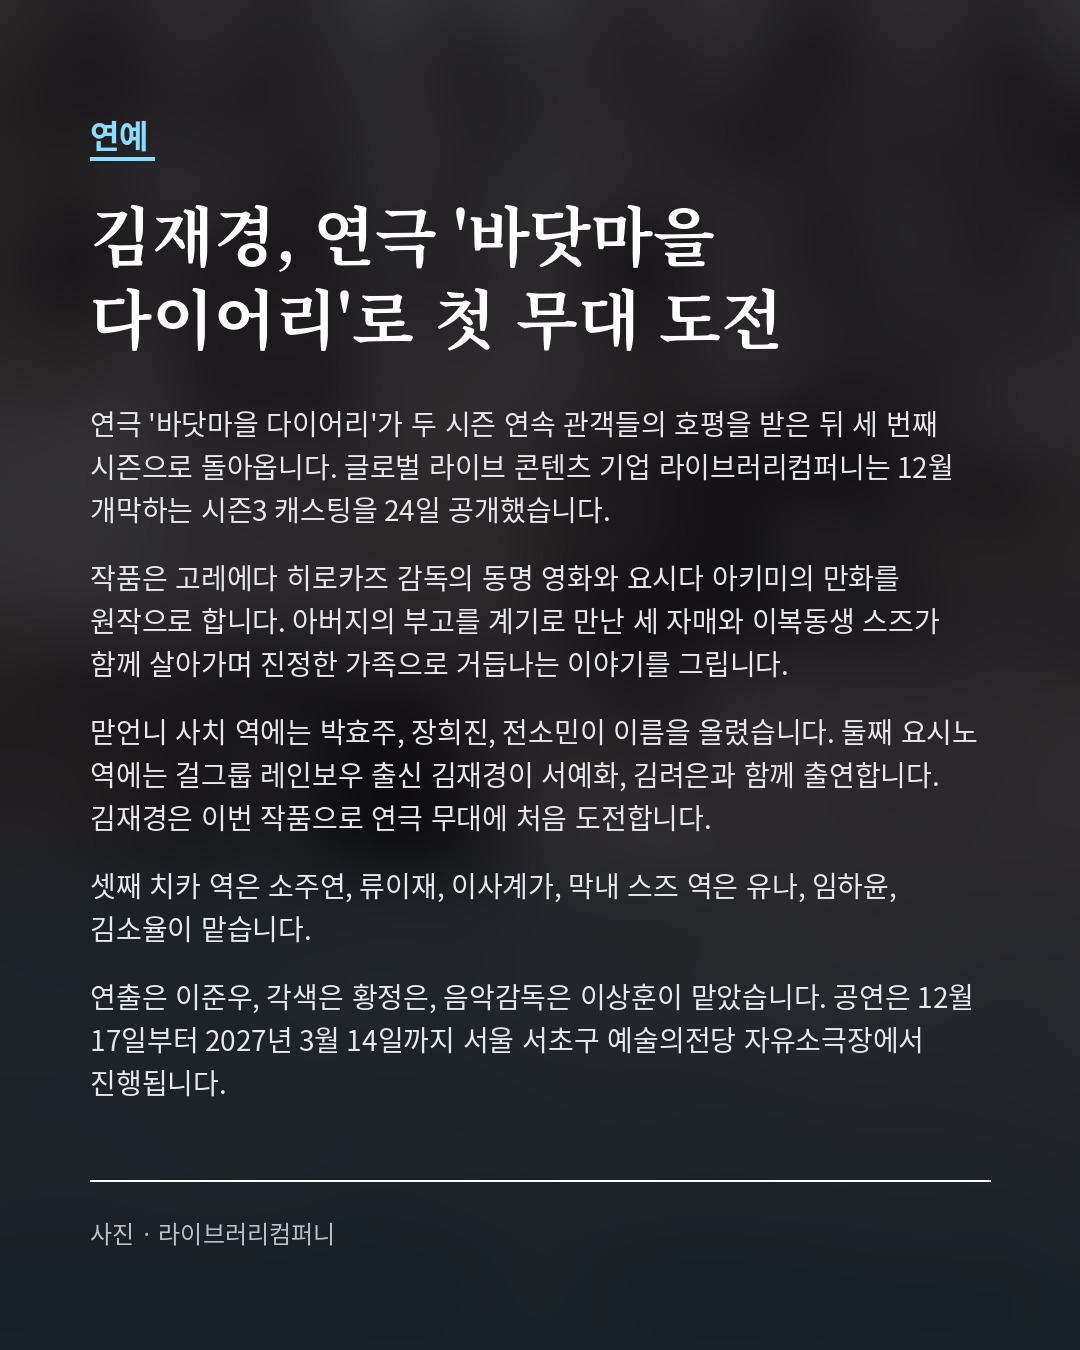 연예
김재경, 연극 '바닷마을
다이어리'로 첫 무대 도전
연극 '바닷마을 다이어리'가 두 시즌 연속 관객들의 호평을 받은 뒤 세 번째
시즌으로 돌아옵니다. 글로벌 라이브 콘텐츠 기업 라이브러리컴퍼니는 12월
개막하는 시즌3 캐스팅을 24일 공개했습니다.
작품은 고레에다 히로카즈 감독의 동명 영화와 요시다 아키미의 만화를
원작으로 합니다. 아버지의 부고를 계기로 만난 세 자매와 이복동생 스즈가
함께 살아가며 진정한 가족으로 거듭나는 이야기를 그립니다.
맏언니 사치 역에는 박효주, 장희진, 전소민이 이름을 올렸습니다. 둘째 요시노
역에는 걸그룹 레인보우 출신 김재경이 서예화, 김려은과 함께 출연합니다.
김재경은 이번 작품으로 연극 무대에 처음 도전합니다.
셋째 치카 역은 소주연, 류이재, 이사계가, 막내 스즈 역은 유나, 임하윤,
김소율이 맡습니다.
연출은 이준우, 각색은 황정은, 음악감독은 이상훈이 맡았습니다. 공연은 12월
17일부터 2027년 3월 14일까지 서울 서초구 예술의전당 자유소극장에서
진행됩니다.
사진 · 라이브러리컴퍼니